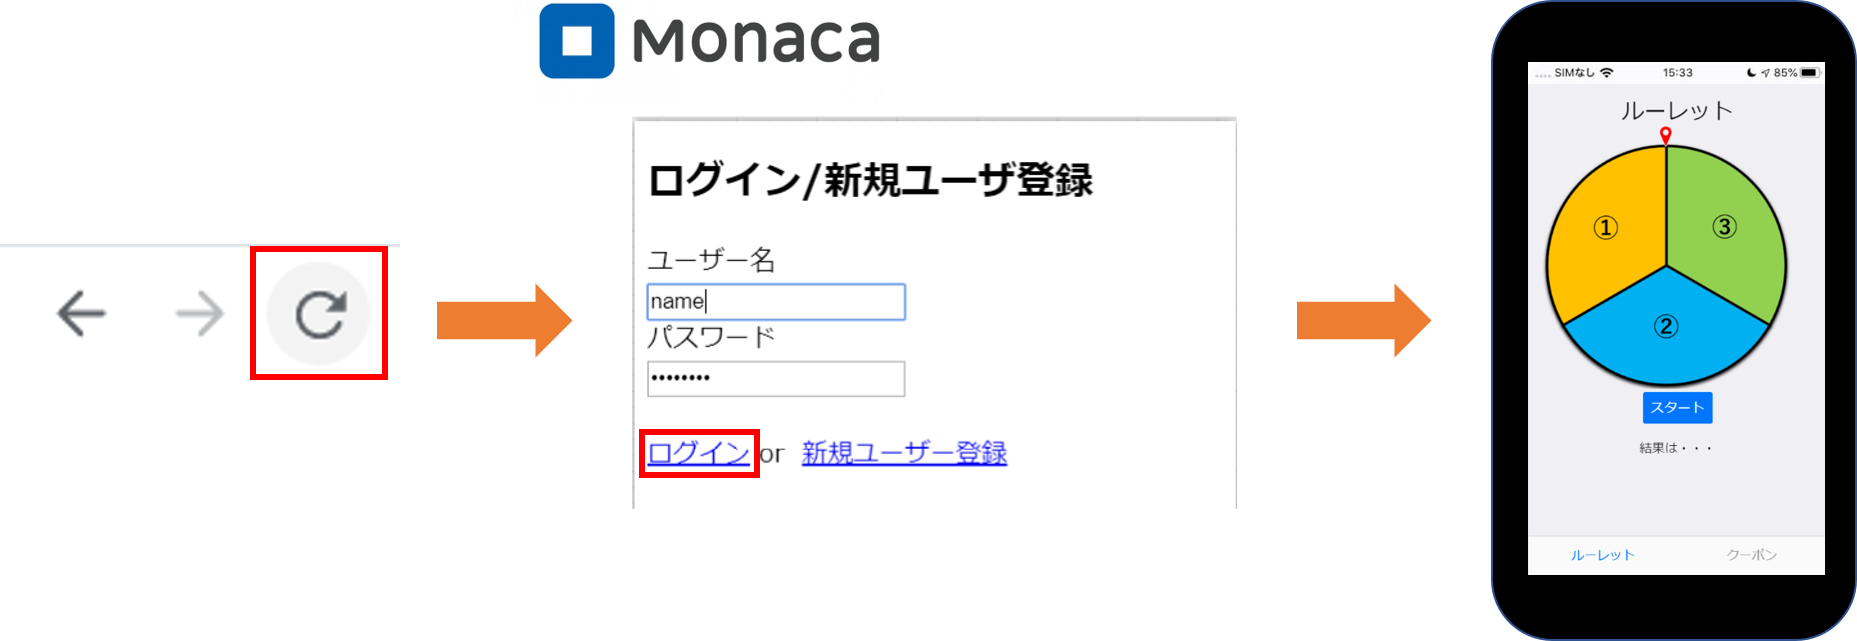 Monaca
ログイン/新規ユーザ登録
ユーザー名
name
パスワード
••••••••
ログイン or 新規ユーザー登録
SIMなし 15:33 85%
ルーレット
① ③
②
スタート
結果は・・・
ルーレット クーポン